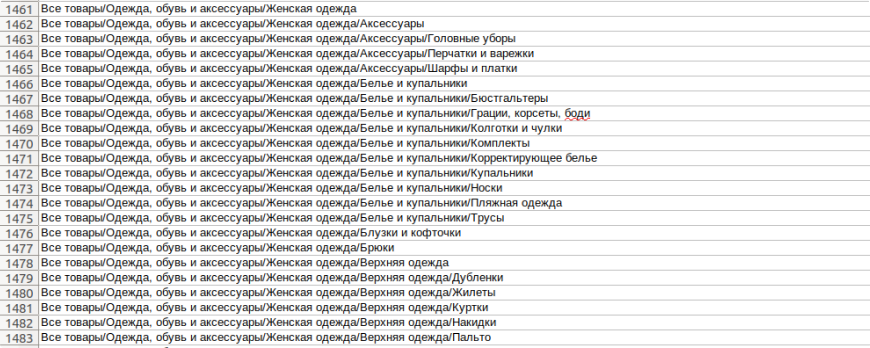 1461 Все товары/Одежда, обувь и аксессуары/Женская одежда
1462 Все товары/Одежда, обувь и аксессуары/Женская одежда/Аксессуары
1463 Все товары/Одежда, обувь и аксессуары/Женская одежда/Аксессуары/Головные уборы
1464 Все товары/Одежда, обувь и аксессуары/Женская одежда/Аксессуары/Перчатки и варежки
1465 Все товары/Одежда, обувь и аксессуары/Женская одежда/Аксессуары/Шарфы и платки
1466 Все товары/Одежда, обувь и аксессуары/Женская одежда/Белье и купальники
1467 Все товары/Одежда, обувь и аксессуары/Женская одежда/Белье и купальники/Бюстгальтеры
1468 Все товары/Одежда, обувь и аксессуары/Женская одежда/Белье и купальники/Грации, корсеты, боди
1469 Все товары/Одежда, обувь и аксессуары/Женская одежда/Белье и купальники/Колготки и чулки
1470 Все товары/Одежда, обувь и аксессуары/Женская одежда/Белье и купальники/Комплекты
1471 Все товары/Одежда, обувь и аксессуары/Женская одежда/Белье и купальники/Корректирующее белье
1472 Все товары/Одежда, обувь и аксессуары/Женская одежда/Белье и купальники/Купальники
1473 Все товары/Одежда, обувь и аксессуары/Женская одежда/Белье и купальники/Носки
1474 Все товары/Одежда, обувь и аксессуары/Женская одежда/Белье и купальники/Пляжная одежда
1475 Все товары/Одежда, обувь и аксессуары/Женская одежда/Белье и купальники/Трусы
1476 Все товары/Одежда, обувь и аксессуары/Женская одежда/Блузки и кофточки
1477 Все товары/Одежда, обувь и аксессуары/Женская одежда/Брюки
1478 Все товары/Одежда, обувь и аксессуары/Женская одежда/Верхняя одежда
1479 Все товары/Одежда, обувь и аксессуары/Женская одежда/Верхняя одежда/Дубленки
1480 Все товары/Одежда, обувь и аксессуары/Женская одежда/Верхняя одежда/Жилеты
1481 Все товары/Одежда, обувь и аксессуары/Женская одежда/Верхняя одежда/Куртки
1482 Все товары/Одежда, обувь и аксессуары/Женская одежда/Верхняя одежда/Накидки
1483 Все товары/Одежда, обувь и аксессуары/Женская одежда/Верхняя одежда/Пальто